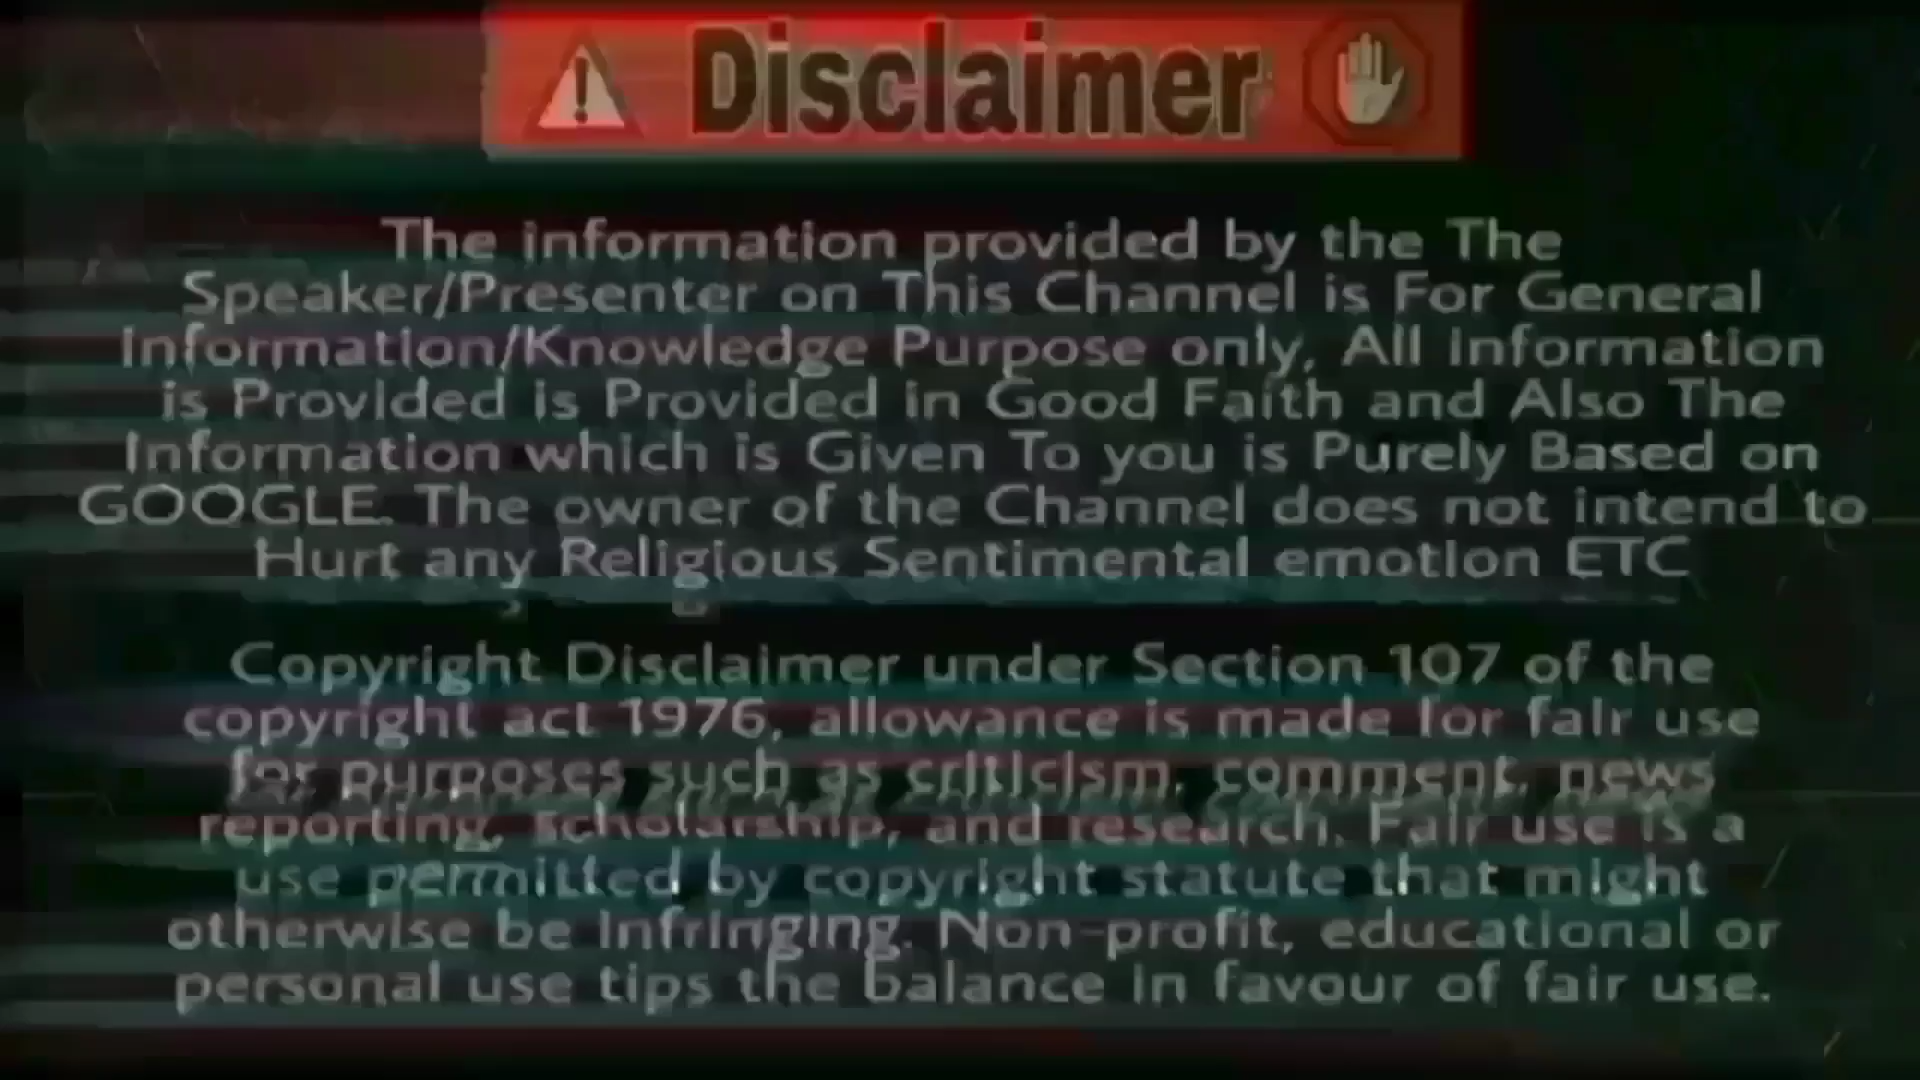 Disclaimer
The information provided by the The
Speaker/Presenter on This Channel is For General
Information/Knowledge Purpose only, All Information
is Provided is Provided in Good Faith and Also The
Information which is Given To you is Purely Based on
GOOGLE. The owner of the Channel does not intend to
Hurt any Religious Sentimental emotion ETC
Copyright Disclaimer under Section 107 of the
copyright act 1976, allowance is made for fair use
for purposes such as criticism, comment, news
reporting, scholarship, and research. Fair use is a
use permitted by copyright statute that might
otherwise be infringing. Non-profit, educational or
personal use tips the balance in favour of fair use.